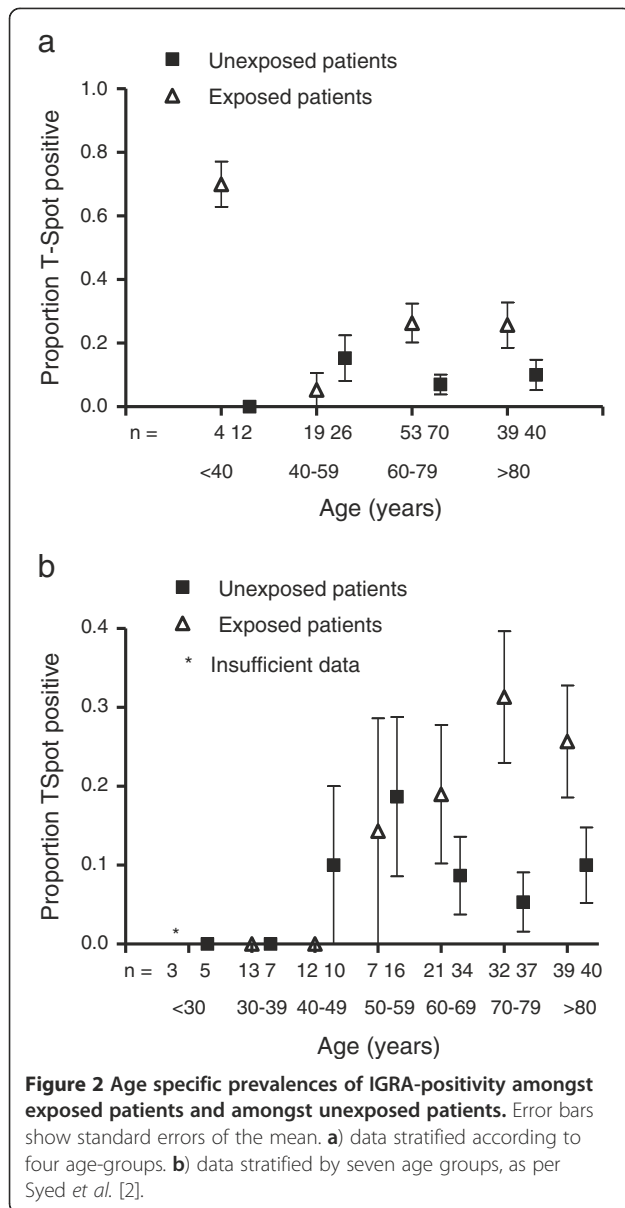 a
Unexposed patients
Exposed patients
Proportion T-Spot positive
1.0
0.8
0.6
0.4
0.2
0.0
n = 4 12 19 26 53 70 39 40
<40 40-59 60-79 >80
Age (years)
b
Unexposed patients
Exposed patients
* Insufficient data
Proportion TSpot positive
0.4
0.3
0.2
0.1
0.0
*
n = 3 5 13 7 12 10 7 16 21 34 32 37 39 40
<30 30-39 40-49 50-59 60-69 70-79 >80
Age (years)
Figure 2 Age specific prevalences of IGRA-positivity amongst
exposed patients and amongst unexposed patients. Error bars
show standard errors of the mean. a) data stratified according to
four age-groups. b) data stratified by seven age groups, as per
Syed et al. [2].